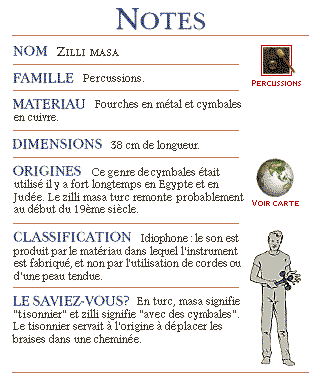 NOTES
NOM ZILLI MASA
FAMILLE Percussions.
PERCUSSIONS
MATERIAU Fourches en métal et cymbales
en cuivre.
DIMENSIONS 38 cm de longueur.
ORIGINES Ce genre de cymbales était
utilisé il y a fort longtemps en Egypte et en
Judée. Le zilli masa turc remonte probablement
au début du 19ème siècle.
VOIR CARTE
CLASSIFICATION Idiophone : le son est
produit par le matériau dans lequel l'instrument
est fabriqué, et non par l'utilisation de cordes ou
d'une peau tendue.
LE SAVIEZ-VOUS? En turc, masa signifie
"tisonnier" et zilli signifie "avec des cymbales".
Le tisonnier servait à l'origine à déplacer les
braises dans une cheminée.